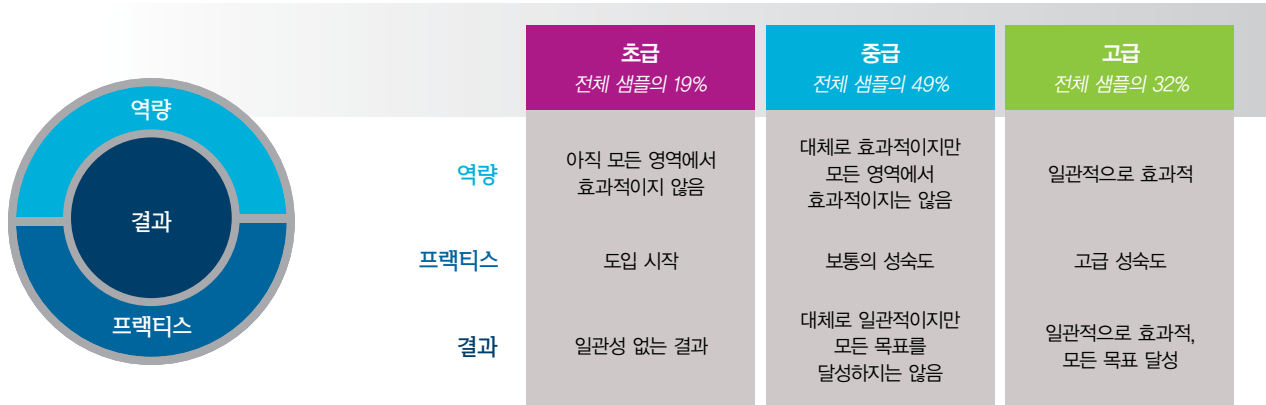 역량
결과
프랙티스
초급
전체 샘플의 19%
중급
전체 샘플의 49%
고급
전체 샘플의 32%
역량
아직 모든 영역에서
효과적이지 않음
대체로 효과적이지만
모든 영역에서
효과적이지는 않음
일관적으로 효과적
프랙티스
도입 시작
보통의 성숙도
고급 성숙도
결과
일관성 없는 결과
대체로 일관적이지만
모든 목표를
달성하지는 않음
일관적으로 효과적,
모든 목표 달성